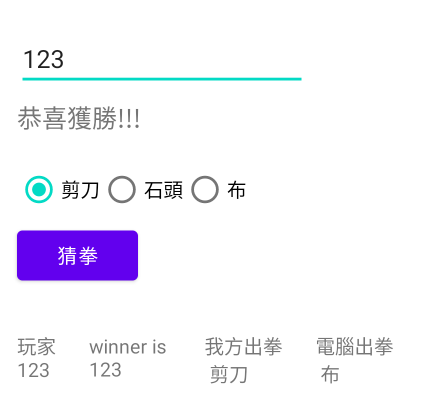 123
恭喜獲勝!!!
剪刀 石頭 布
猜拳
玩家 winner is 我方出拳 電腦出拳
123 123 剪刀 布